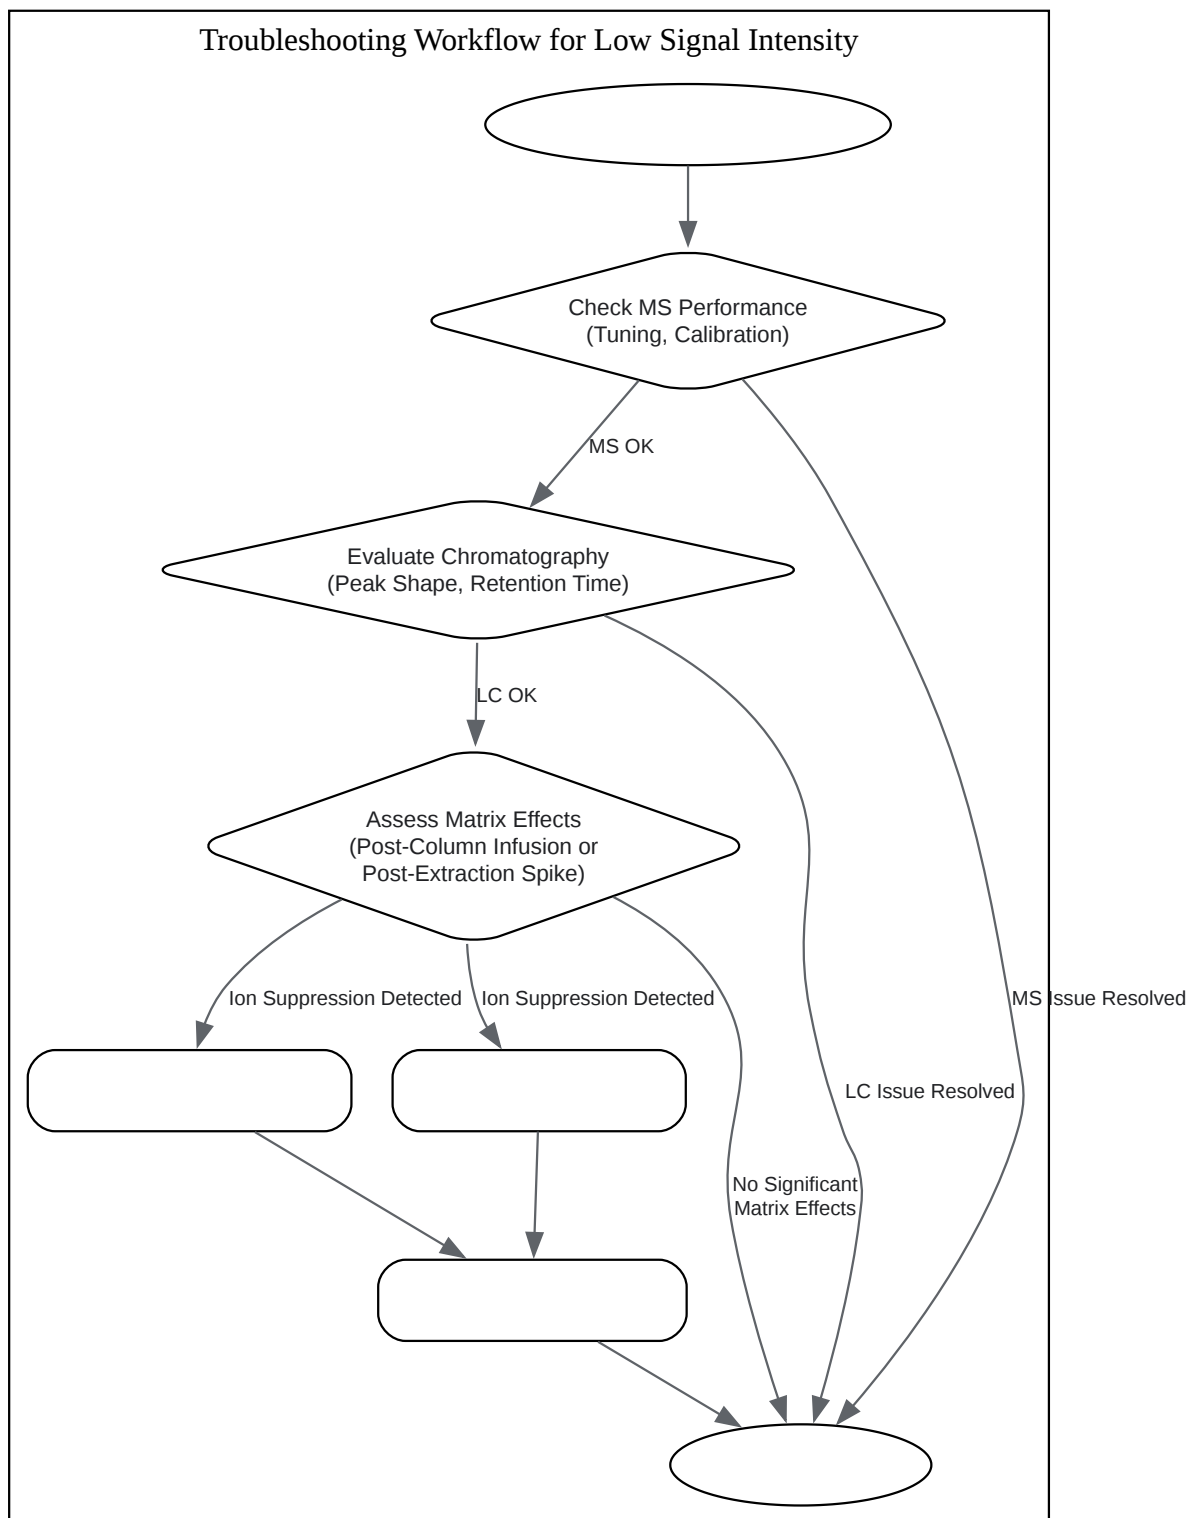 Troubleshooting Workflow for Low Signal Intensity
Check MS Performance
(Tuning, Calibration)
MS OK
Evaluate Chromatography
(Peak Shape, Retention Time)
LC OK
Assess Matrix Effects
(Post-Column Infusion or
Post-Extraction Spike)
Ion Suppression Detected
Ion Suppression Detected
MS Issue Resolved
LC Issue Resolved
No Significant
Matrix Effects